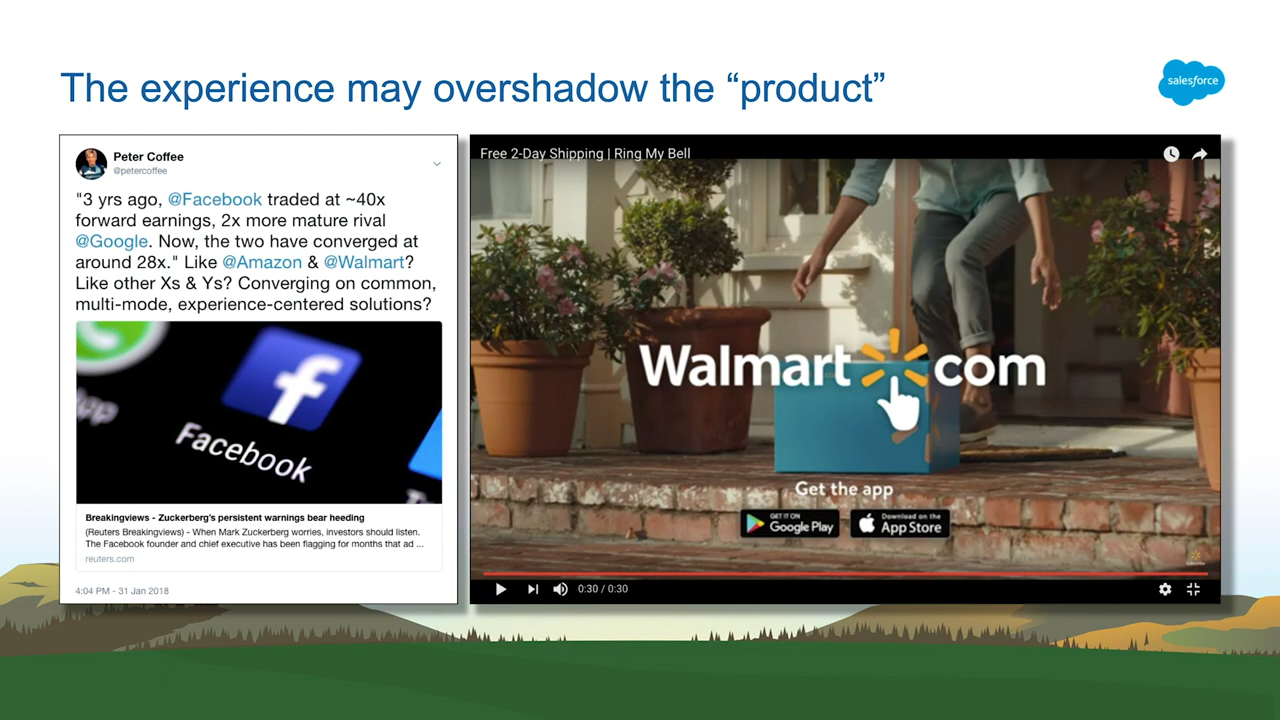 The experience may overshadow the “product”
salesforce
Peter Coffee
@petercoffee
"3 yrs ago, @Facebook traded at ~40x
forward earnings, 2x more mature rival
@Google. Now, the two have converged at
around 28x." Like @Amazon & @Walmart?
Like other Xs & Ys? Converging on common,
multi-mode, experience-centered solutions?
Facebook
Breakingviews - Zuckerberg's persistent warnings bear heeding
(Reuters Breakingviews) - When Mark Zuckerberg worries, investors should listen.
The Facebook founder and chief executive has been flagging for months that ad ...
reuters.com
4:04 PM - 31 Jan 2018
Free 2-Day Shipping | Ring My Bell
Walmart com
Get the app
GET IT ON
Google Play
Download on the
App Store
0:30 / 0:30